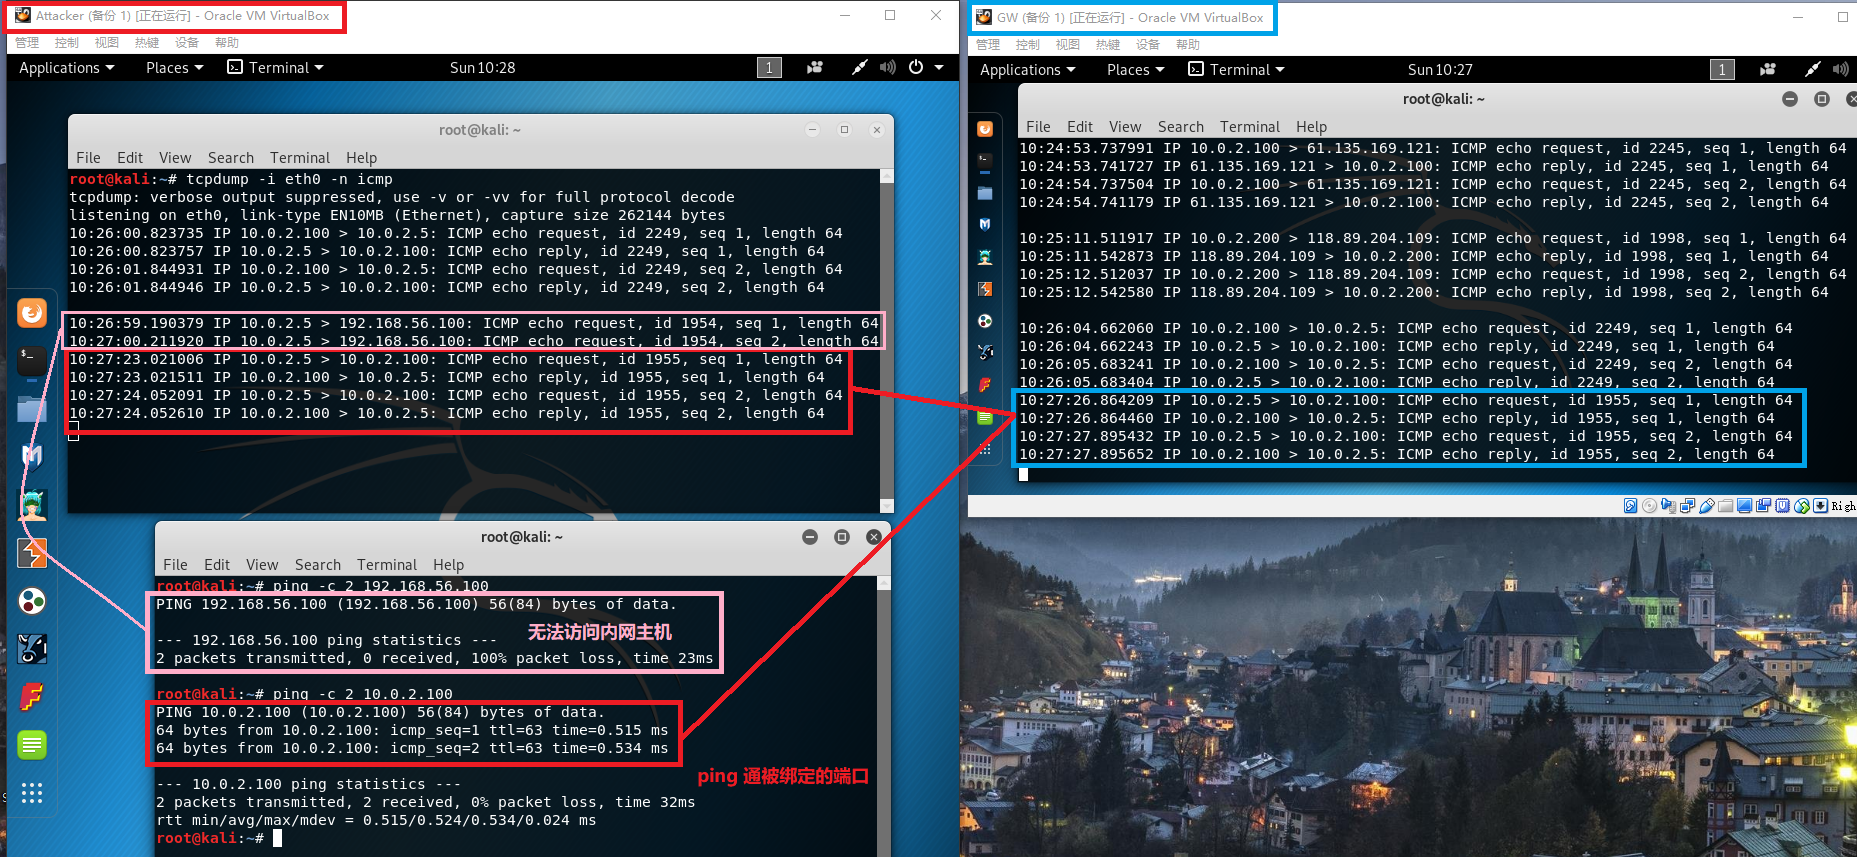 Attacker (备份 1) [正在运行] - Oracle VM VirtualBox
管理 控制 视图 热键 设备 帮助
Applications Places Terminal Sun 10:28 1
root@kali: ~
File Edit View Search Terminal Help
root@kali:~# tcpdump -i eth0 -n icmp
tcpdump: verbose output suppressed, use -v or -vv for full protocol decode
listening on eth0, link-type EN10MB (Ethernet), capture size 262144 bytes
10:26:00.823735 IP 10.0.2.100 > 10.0.2.5: ICMP echo request, id 2249, seq 1, length 64
10:26:00.823757 IP 10.0.2.5 > 10.0.2.100: ICMP echo reply, id 2249, seq 1, length 64
10:26:01.844931 IP 10.0.2.100 > 10.0.2.5: ICMP echo request, id 2249, seq 2, length 64
10:26:01.844946 IP 10.0.2.5 > 10.0.2.100: ICMP echo reply, id 2249, seq 2, length 64
10:26:59.190379 IP 10.0.2.5 > 192.168.56.100: ICMP echo request, id 1954, seq 1, length 64
10:27:00.211920 IP 10.0.2.5 > 192.168.56.100: ICMP echo request, id 1954, seq 2, length 64
10:27:23.021006 IP 10.0.2.5 > 10.0.2.100: ICMP echo request, id 1955, seq 1, length 64
10:27:23.021511 IP 10.0.2.100 > 10.0.2.5: ICMP echo reply, id 1955, seq 1, length 64
10:27:24.052091 IP 10.0.2.5 > 10.0.2.100: ICMP echo request, id 1955, seq 2, length 64
10:27:24.052610 IP 10.0.2.100 > 10.0.2.5: ICMP echo reply, id 1955, seq 2, length 64
root@kali: ~
File Edit View Search Terminal Help
root@kali:~# ping -c 2 192.168.56.100
PING 192.168.56.100 (192.168.56.100) 56(84) bytes of data.
--- 192.168.56.100 ping statistics ---
无法访问内网主机
2 packets transmitted, 0 received, 100% packet loss, time 23ms
root@kali:~# ping -c 2 10.0.2.100
PING 10.0.2.100 (10.0.2.100) 56(84) bytes of data.
64 bytes from 10.0.2.100: icmp_seq=1 ttl=63 time=0.515 ms
64 bytes from 10.0.2.100: icmp_seq=2 ttl=63 time=0.534 ms
ping 通被绑定的端口
--- 10.0.2.100 ping statistics ---
2 packets transmitted, 2 received, 0% packet loss, time 32ms
rtt min/avg/max/mdev = 0.515/0.524/0.534/0.024 ms
root@kali:~#
GW (备份 1) [正在运行] - Oracle VM VirtualBox
管理 控制 视图 热键 设备 帮助
Applications Places Terminal Sun 10:27 1
root@kali: ~
File Edit View Search Terminal Help
10:24:53.737991 IP 10.0.2.100 > 61.135.169.121: ICMP echo request, id 2245, seq 1, length 64
10:24:53.741727 IP 61.135.169.121 > 10.0.2.100: ICMP echo reply, id 2245, seq 1, length 64
10:24:54.737504 IP 10.0.2.100 > 61.135.169.121: ICMP echo request, id 2245, seq 2, length 64
10:24:54.741179 IP 61.135.169.121 > 10.0.2.100: ICMP echo reply, id 2245, seq 2, length 64
10:25:11.511917 IP 10.0.2.200 > 118.89.204.109: ICMP echo request, id 1998, seq 1, length 64
10:25:11.542873 IP 118.89.204.109 > 10.0.2.200: ICMP echo reply, id 1998, seq 1, length 64
10:25:12.512037 IP 10.0.2.200 > 118.89.204.109: ICMP echo request, id 1998, seq 2, length 64
10:25:12.542580 IP 118.89.204.109 > 10.0.2.200: ICMP echo reply, id 1998, seq 2, length 64
10:26:04.662060 IP 10.0.2.100 > 10.0.2.5: ICMP echo request, id 2249, seq 1, length 64
10:26:04.662243 IP 10.0.2.5 > 10.0.2.100: ICMP echo reply, id 2249, seq 1, length 64
10:26:05.683241 IP 10.0.2.100 > 10.0.2.5: ICMP echo request, id 2249, seq 2, length 64
10:26:05.683404 IP 10.0.2.5 > 10.0.2.100: ICMP echo reply, id 2249, seq 2, length 64
10:27:26.864209 IP 10.0.2.5 > 10.0.2.100: ICMP echo request, id 1955, seq 1, length 64
10:27:26.864460 IP 10.0.2.100 > 10.0.2.5: ICMP echo reply, id 1955, seq 1, length 64
10:27:27.895432 IP 10.0.2.5 > 10.0.2.100: ICMP echo request, id 1955, seq 2, length 64
10:27:27.895652 IP 10.0.2.100 > 10.0.2.5: ICMP echo reply, id 1955, seq 2, length 64
Righ